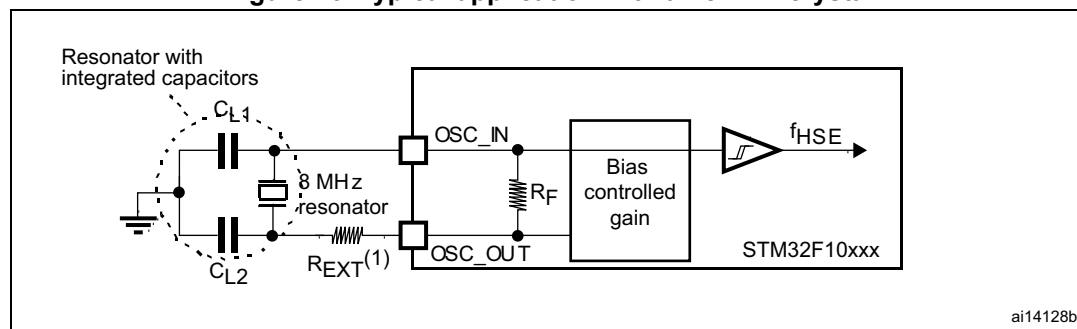 Resonator with
integrated capacitors
CL1
OSC_IN
fHSE
8 MHz
resonator
RF
Bias
controlled
gain
REXT(1)
OSC_OUT
STM32F10xxx
CL2
ai14128b